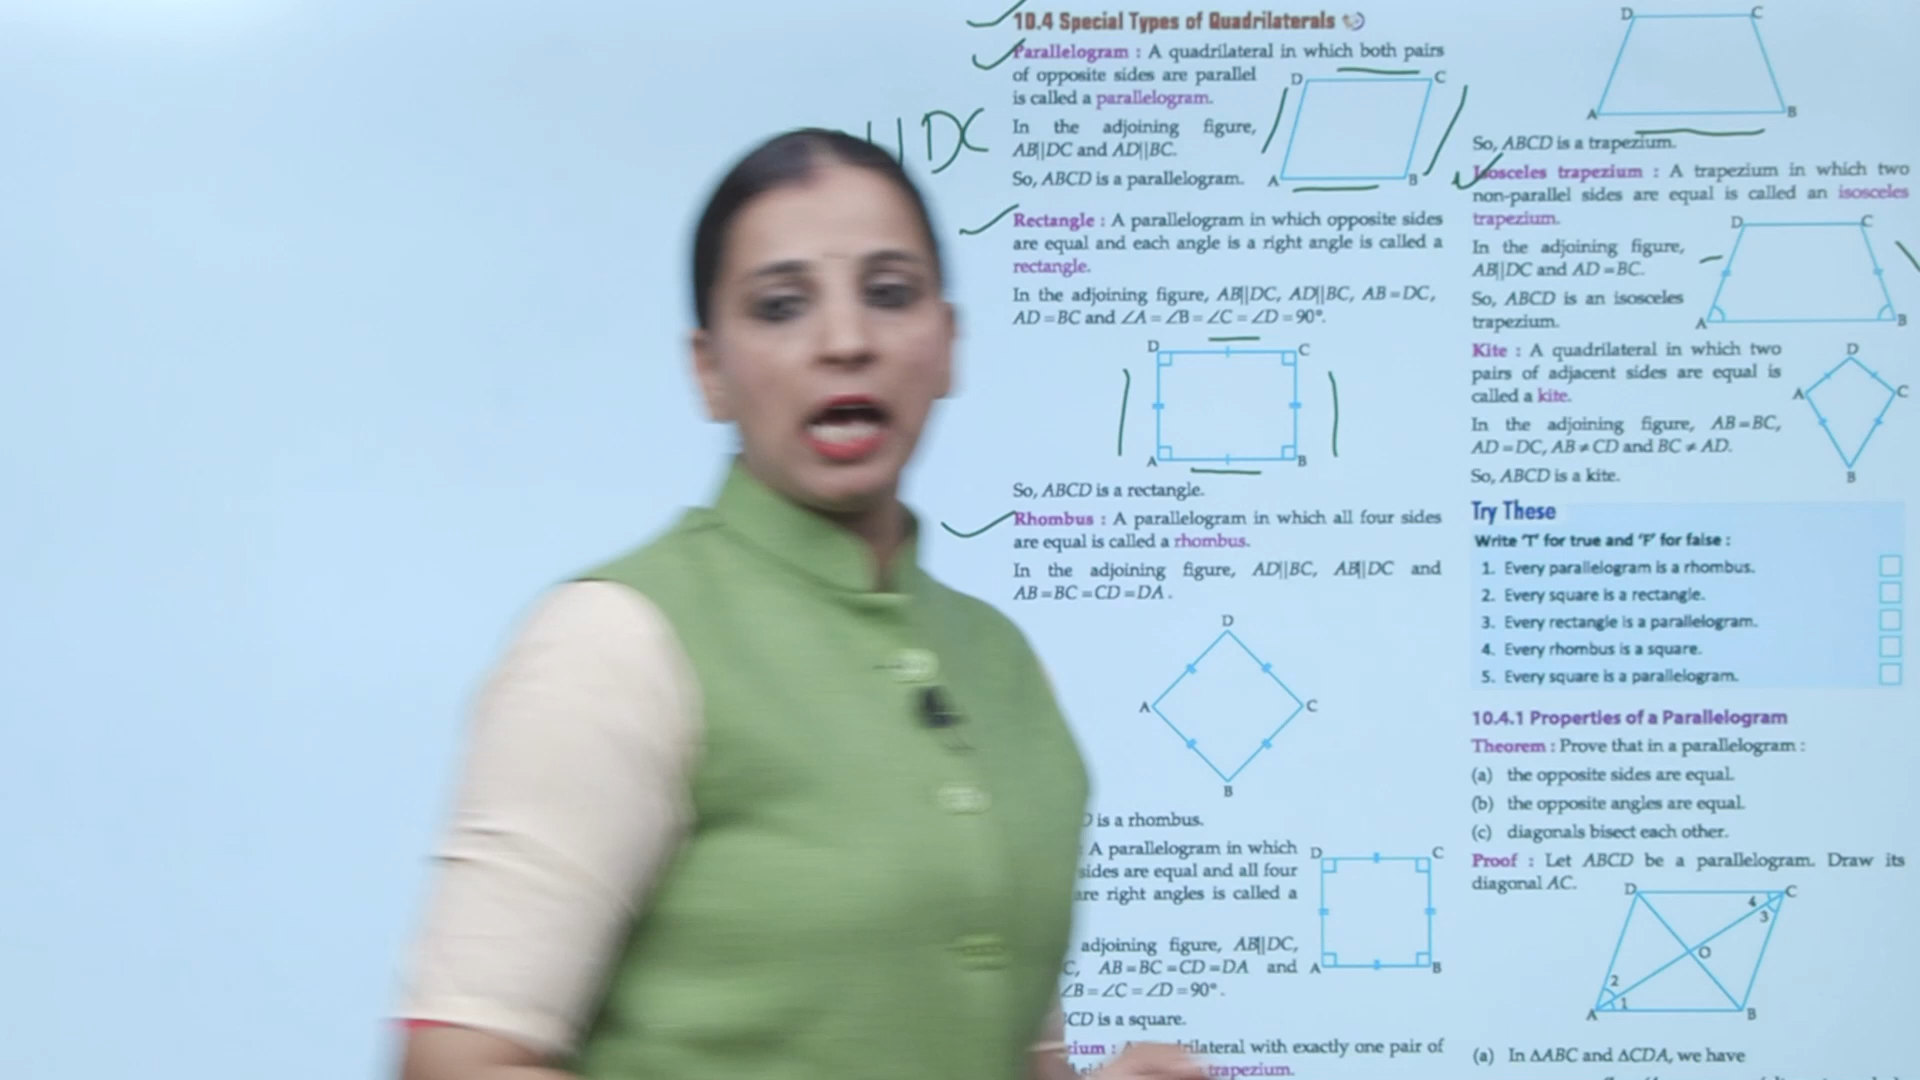 10.4 Special Types of Quadrilaterals
Parallelogram : A quadrilateral in which both pairs
of opposite sides are parallel
is called a parallelogram.
In the adjoining figure,
AB||DC and AD||BC.
So, ABCD is a parallelogram.
D C
A B
|| DC
Rectangle : A parallelogram in which opposite sides
are equal and each angle is a right angle is called a
rectangle.
In the adjoining figure, AB||DC, AD||BC, AB=DC,
AD=BC and ∠A=∠B=∠C=∠D=90°.
D C
A B
So, ABCD is a rectangle.
Rhombus : A parallelogram in which all four sides
are equal is called a rhombus.
In the adjoining figure, AD||BC, AB||DC and
AB=BC=CD=DA.
D
A C
B
is a rhombus.
A parallelogram in which
sides are equal and all four
are right angles is called a
adjoining figure, AB||DC,
C, AB=BC=CD=DA and
∠B=∠C=∠D=90°.
CD is a square.
D C
A B
with exactly one pair of
trapezium.
D C
A B
So, ABCD is a trapezium.
Isosceles trapezium : A trapezium in which two
non-parallel sides are equal is called an isosceles
trapezium.
In the adjoining figure,
AB||DC and AD=BC.
So, ABCD is an isosceles
trapezium.
D C
A B
Kite : A quadrilateral in which two
pairs of adjacent sides are equal is
called a kite.
In the adjoining figure, AB=BC,
AD=DC, AB≠CD and BC≠AD.
So, ABCD is a kite.
D
A C
B
Try These
Write 'T' for true and 'F' for false :
1. Every parallelogram is a rhombus.
2. Every square is a rectangle.
3. Every rectangle is a parallelogram.
4. Every rhombus is a square.
5. Every square is a parallelogram.
10.4.1 Properties of a Parallelogram
Theorem : Prove that in a parallelogram :
(a) the opposite sides are equal.
(b) the opposite angles are equal.
(c) diagonals bisect each other.
Proof : Let ABCD be a parallelogram. Draw its
diagonal AC.
D 4 C
3
O
2
A 1 B
(a) In ΔABC and ΔCDA, we have